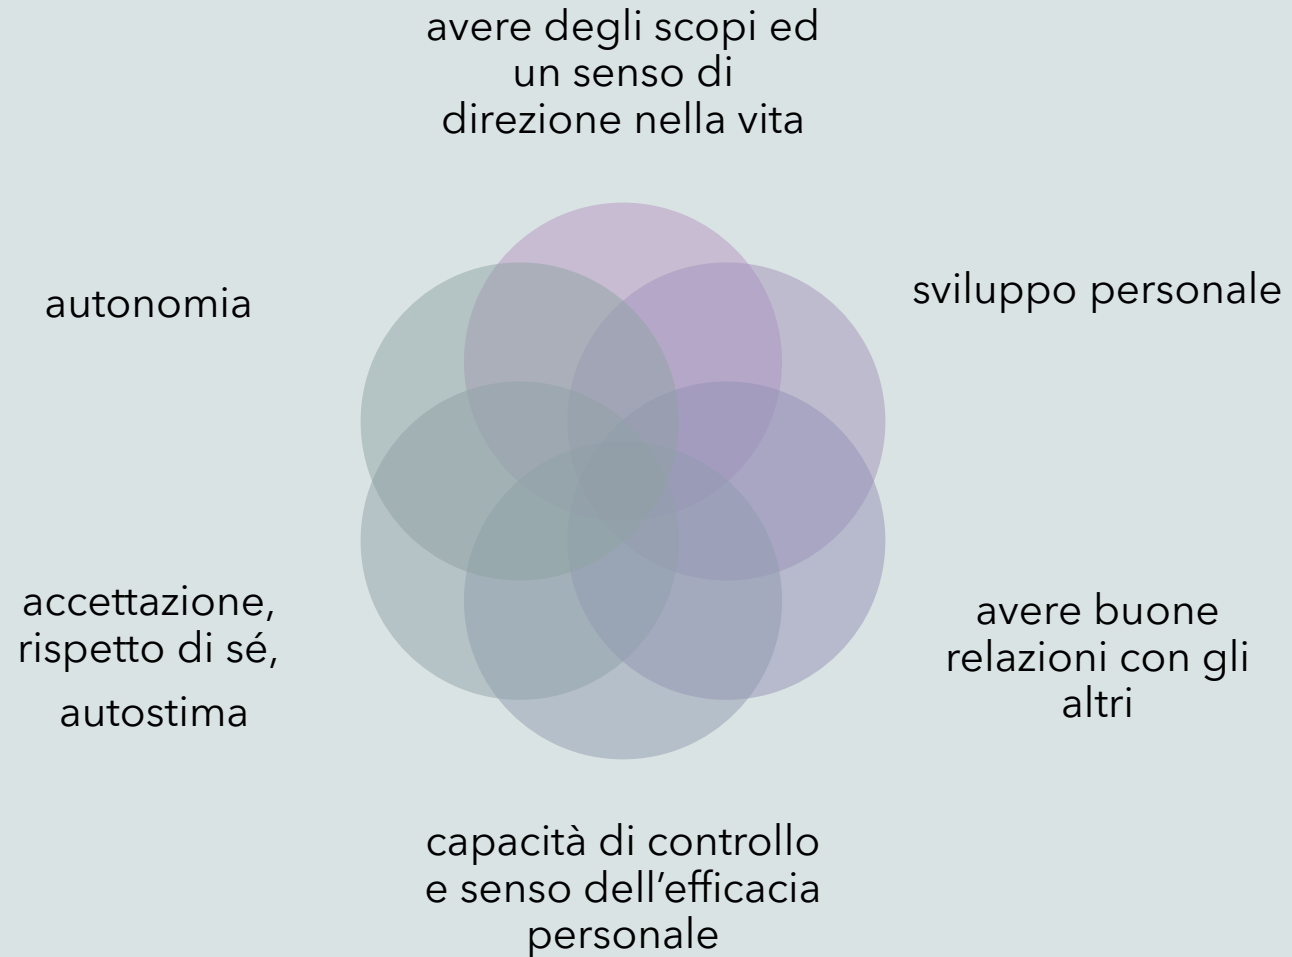 avere degli scopi ed
un senso di
direzione nella vita
sviluppo personale
avere buone
relazioni con gli
altri
capacità di controllo
e senso dell’efficacia
personale
accettazione,
rispetto di sé,
autostima
autonomia